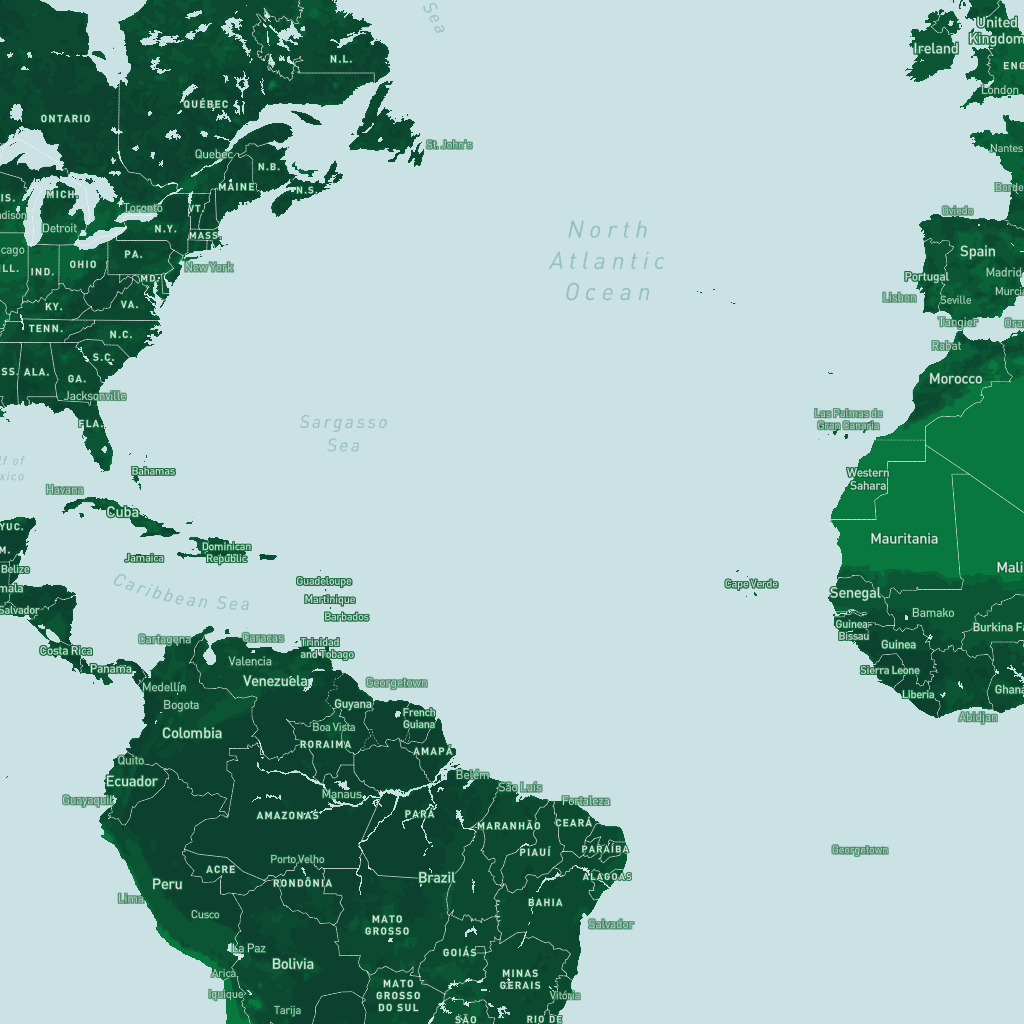 Sea
United
Kingdom
Ireland
ENG
London
N.L.
QUÉBEC
ONTARIO
St. John's
Nantes
Quebec
N.B.
MAINE
N.S.
MICH.
IS.
Toronto
VT.
adison
Detroit
N.Y.
MASS.
Borde
Oviedo
North
Atlantic
Ocean
cago
ILL.
IND.
OHIO
PA.
New York
MD.
Spain
Madrid
Portugal
Murcia
Lisbon
Seville
KY.
VA.
TENN.
N.C.
Tangier
Oran
Rabat
S.C.
SS.
ALA.
GA.
Morocco
Jacksonville
FLA.
Sargasso
Sea
Las Palmas de
Gran Canaria
lf of
xico
Bahamas
Western
Sahara
Havana
Cuba
YUC.
M.
Mauritania
Dominican
Republic
Jamaica
Belize
Mali
mala
Caribbean Sea
Guadeloupe
Cape Verde
Martinique
Senegal
Salvador
Barbados
Bamako
Guinea-
Bissau
Burkina Fa
Cartagena
Caracas
Trinidad
and Tobago
Guinea
Costa Rica
Panama
Valencia
Sierra Leone
Venezuela
Georgetown
Medellín
Liberia
Ghana
Bogota
Guyana
French
Guiana
Abidjan
Colombia
Boa Vista
RORAIMA
AMAPÁ
Quito
Ecuador
Belém
São Luís
Guayaquil
Manaus
Fortaleza
AMAZONAS
PARÁ
MARANHÃO
CEARÁ
PIAUÍ
PARAÍBA
Georgetown
Porto Velho
ACRE
RONDÔNIA
Brazil
ALAGOAS
Peru
Lima
BAHIA
Cusco
MATO
GROSSO
Salvador
La Paz
GOIÁS
Bolivia
Arica
MINAS
GERAIS
Iquique
MATO
GROSSO
DO SUL
Vitória
Tarija
SÃO
RIO DE